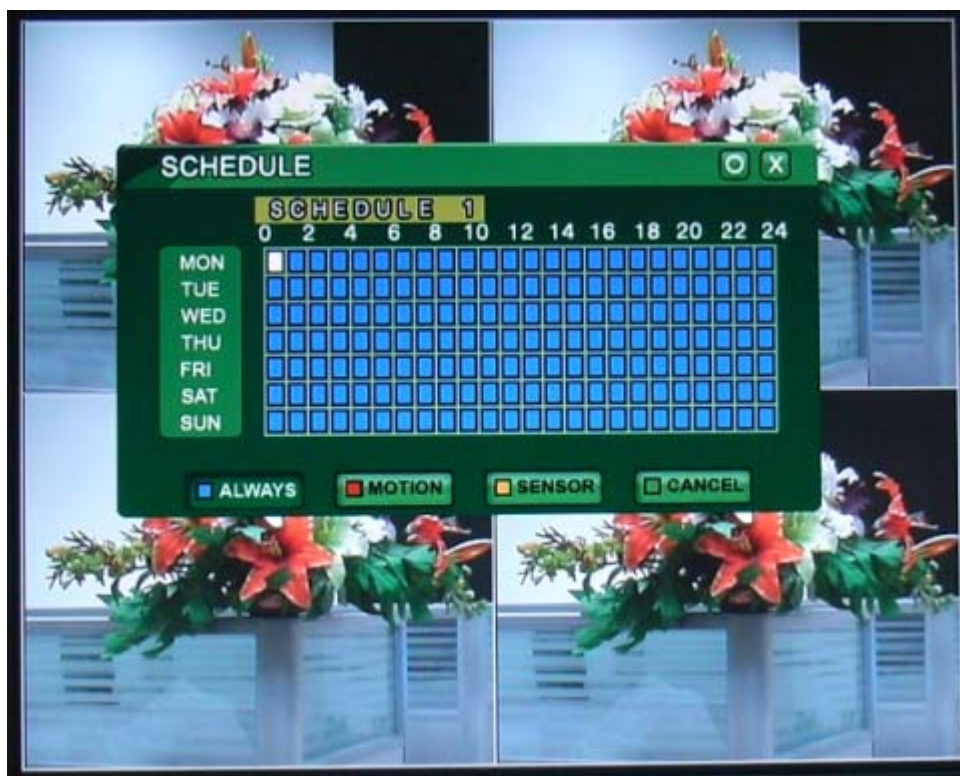 SCHEDULE O X
SCHEDULE 1
0 2 4 6 8 10 12 14 16 18 20 22 24
MON
TUE
WED
THU
FRI
SAT
SUN
ALWAYS MOTION SENSOR CANCEL